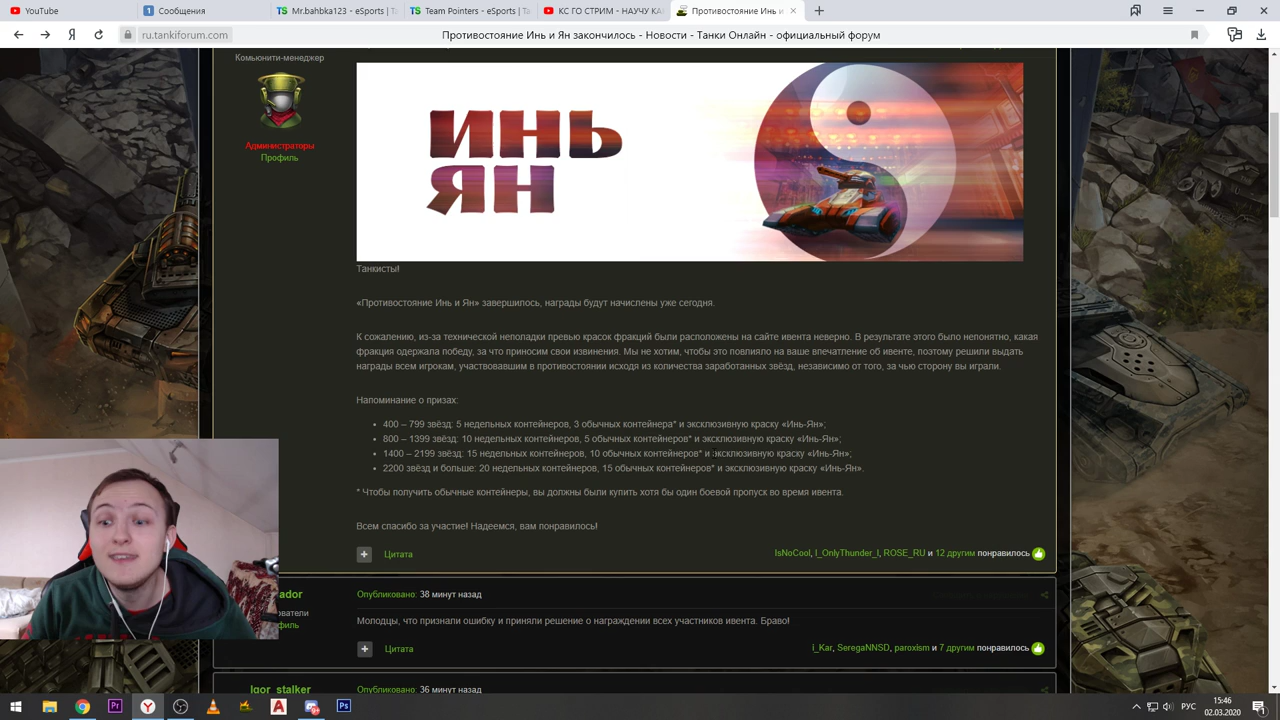 YouTube
Сообщения
Mr.bahbka123 - eSports | Та
Team Pointers - eSports | Та
КС ГО СТРИМ - НАУЧУ КА
Противостояние Инь и
ru.tankiforum.com
Противостояние Инь и Ян закончилось - Новости - Танки Онлайн - официальный форум
Комьюнити-менеджер
Администраторы
Профиль
ИНЬ
ЯН
Танкисты!
«Противостояние Инь и Ян» завершилось, награды будут начислены уже сегодня.
К сожалению, из-за технической неполадки превью красок фракций были расположены на сайте ивента неверно. В результате этого было непонятно, какая
фракция одержала победу, за что приносим свои извинения. Мы не хотим, чтобы это повлияло на ваше впечатление об ивенте, поэтому решили выдать
награды всем игрокам, участвовавшим в противостоянии исходя из количества заработанных звёзд, независимо от того, за чью сторону вы играли.
Напоминание о призах:
400 – 799 звёзд: 5 недельных контейнеров, 3 обычных контейнера* и эксклюзивную краску «Инь-Ян»;
800 – 1399 звёзд: 10 недельных контейнеров, 5 обычных контейнеров* и эксклюзивную краску «Инь-Ян»;
1400 – 2199 звёзд: 15 недельных контейнеров, 10 обычных контейнеров* и эксклюзивную краску «Инь-Ян»;
2200 звёзд и больше: 20 недельных контейнеров, 15 обычных контейнеров* и эксклюзивную краску «Инь-Ян».
* Чтобы получить обычные контейнеры, вы должны были купить хотя бы один боевой пропуск во время ивента.
Всем спасибо за участие! Надеемся, вам понравилось!
Цитата
IsNoCool, I_OnlyThunder_I, ROSE_RU и 12 другим понравилось
ador
Опубликовано: 38 минут назад
ователи
филь
Молодцы, что признали ошибку и приняли решение о награждении всех участников ивента. Браво!
Цитата
i_Kar, SeregaNNSD, paroxism и 7 другим понравилось
Igor_stalker
Опубликовано: 36 минут назад
РУС
15:46
02.03.2020